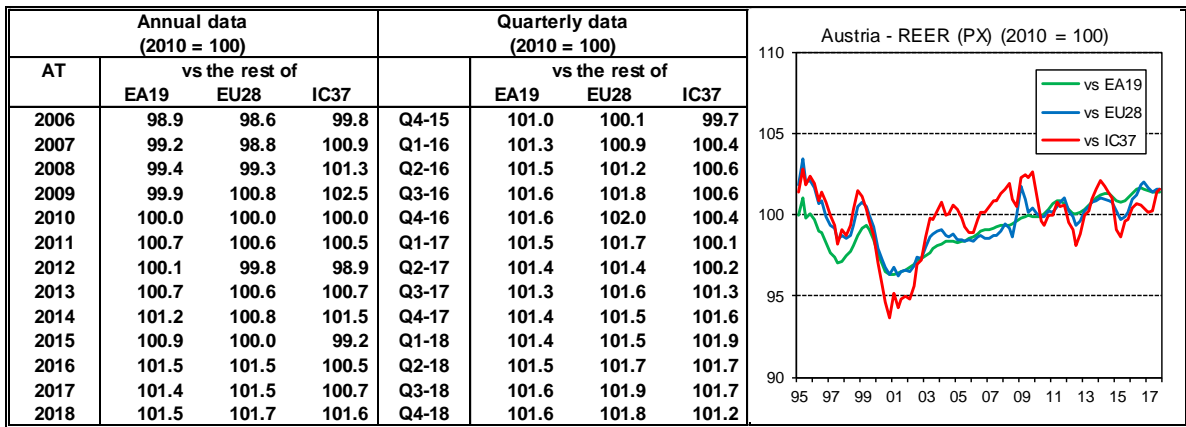 Annual data Quarterly data
(2010 = 100) (2010 = 100)
AT vs the rest of vs the rest of
EA19 EU28 IC37 EA19 EU28 IC37
2006 98.9 98.6 99.8 Q4-15 101.0 100.1 99.7
2007 99.2 98.8 100.9 Q1-16 101.3 100.9 100.4
2008 99.4 99.3 101.3 Q2-16 101.5 101.2 100.6
2009 99.9 100.8 102.5 Q3-16 101.6 101.8 100.6
2010 100.0 100.0 100.0 Q4-16 101.6 102.0 100.4
2011 100.7 100.6 100.5 Q1-17 101.5 101.7 100.1
2012 100.1 99.8 98.9 Q2-17 101.4 101.4 100.2
2013 100.7 100.6 100.7 Q3-17 101.3 101.6 101.3
2014 101.2 100.8 101.5 Q4-17 101.4 101.5 101.6
2015 100.9 100.0 99.2 Q1-18 101.4 101.5 101.9
2016 101.5 101.5 100.5 Q2-18 101.5 101.7 101.7
2017 101.4 101.5 100.7 Q3-18 101.6 101.9 101.7
2018 101.5 101.7 101.6 Q4-18 101.6 101.8 101.2
Austria - REER (PX) (2010 = 100)
110
vs EA19
vs EU28
vs IC37
105
100
95
90
95 97 99 01 03 05 07 09 11 13 15 17